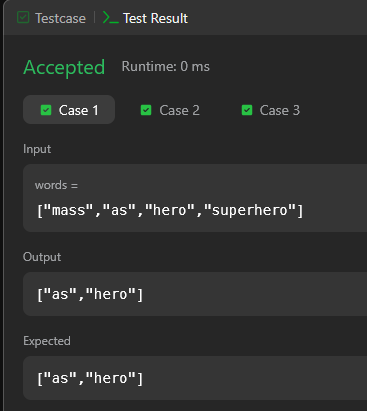 Testcase Test Result
Accepted Runtime: 0 ms
Case 1 Case 2 Case 3
Input
words =
["mass","as","hero","superhero"]
Output
["as","hero"]
Expected
["as","hero"]